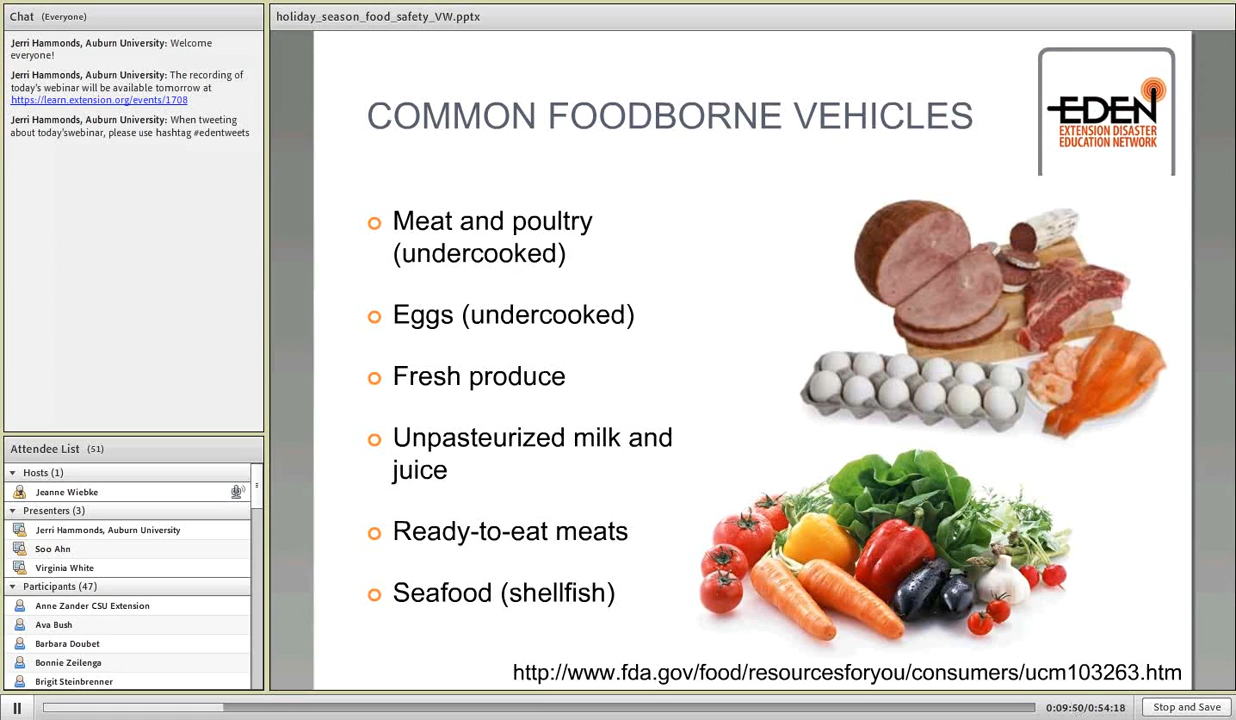 Chat (Everyone)
Jerri Hammonds, Auburn University: Welcome
everyone!
Jerri Hammonds, Auburn University: The recording of
today's webinar will be available tomorrow at
https://learn.extension.org/events/1708
Jerri Hammonds, Auburn University: When tweeting
about today'swebinar, please use hashtag #edentweets
Attendee List (51)
Hosts (1)
Jeanne Wiebke
Presenters (3)
Jerri Hammonds, Auburn University
Soo Ahn
Virginia White
Participants (47)
Anne Zander CSU Extension
Ava Bush
Barbara Doubet
Bonnie Zeilenga
Brigit Steinbrenner
holiday_season_food_safety_VW.pptx
COMMON FOODBORNE VEHICLES
EDEN
EXTENSION DISASTER
EDUCATION NETWORK
Meat and poultry
(undercooked)
Eggs (undercooked)
Fresh produce
Unpasteurized milk and
juice
Ready-to-eat meats
Seafood (shellfish)
http://www.fda.gov/food/resourcesforyou/consumers/ucm103263.htm
0:09:50/0:54:18
Stop and Save